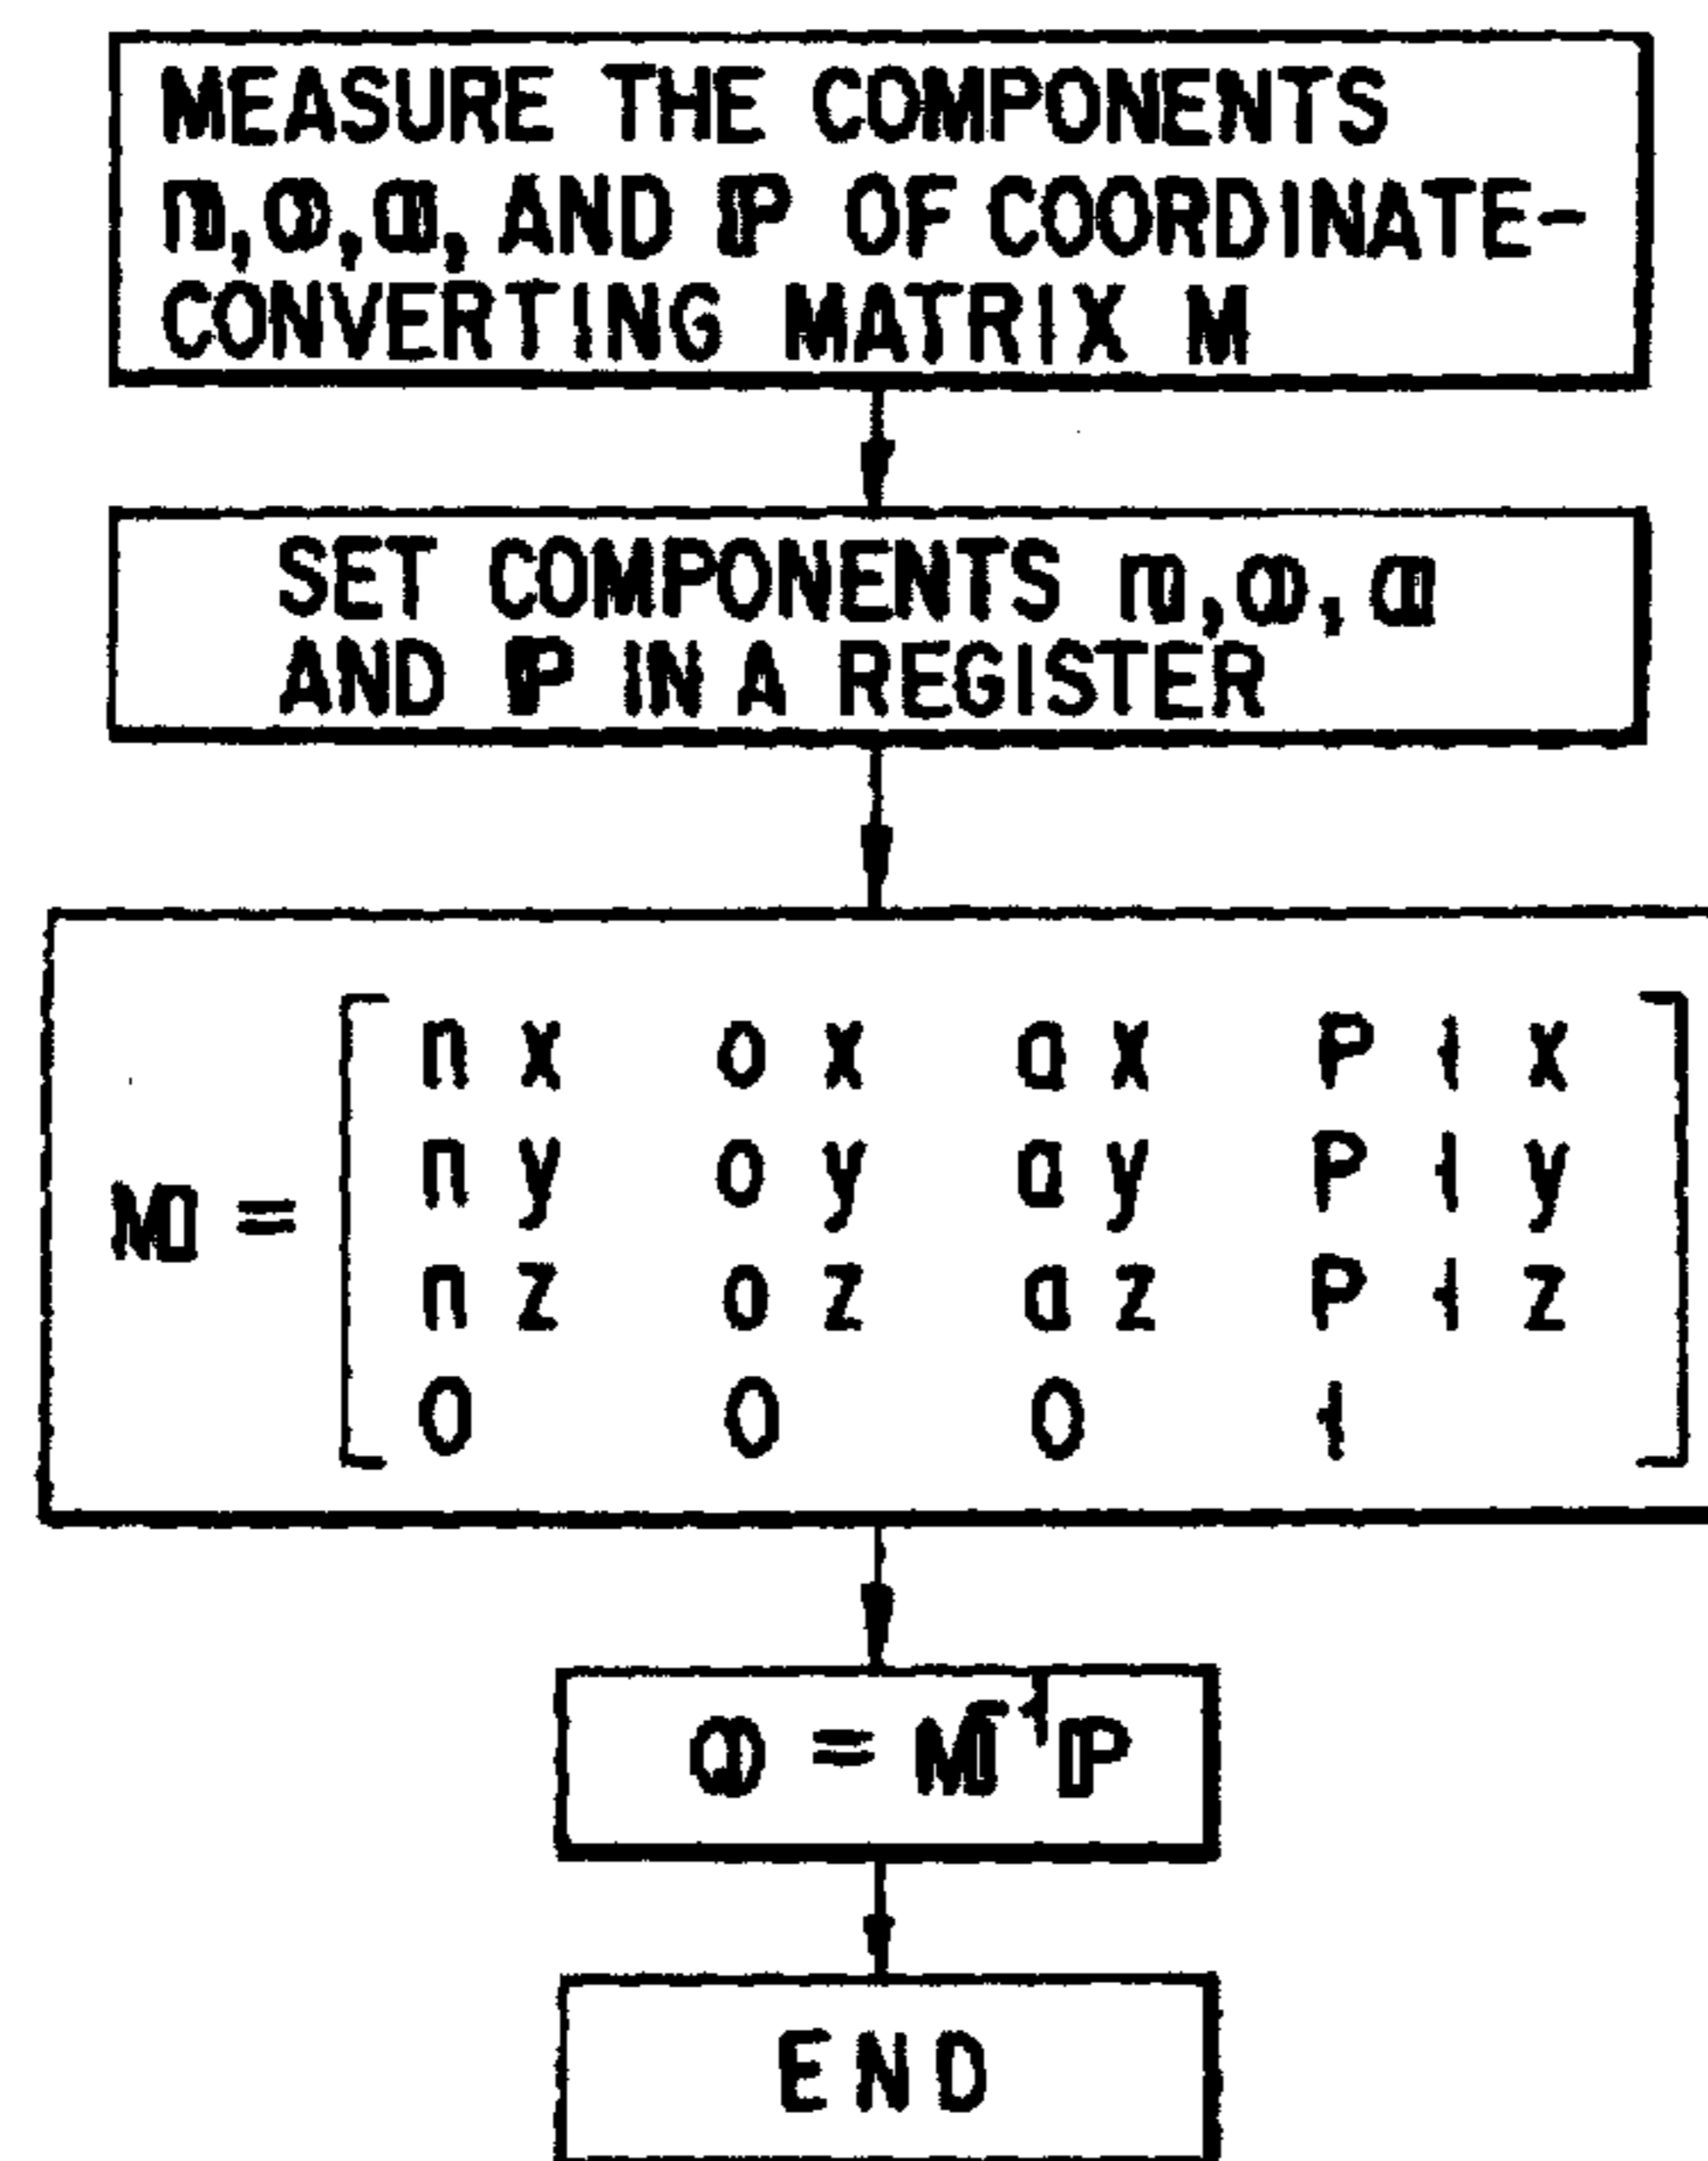 MEASURE THE COMPONENTS
𝕟,𝕠,𝕒, AND ℙ OF COORDINATE-
CONVERTING MATRIX M
SET COMPONENTS 𝕟,𝕠,𝕒
AND ℙ IN A REGISTER
n x o x a x P 1 x
n y o y a y P 1 y
𝕄 =
n z o z a z P 1 z
0 0 0 1
𝕆 = 𝕄⁻¹ ℙ
END